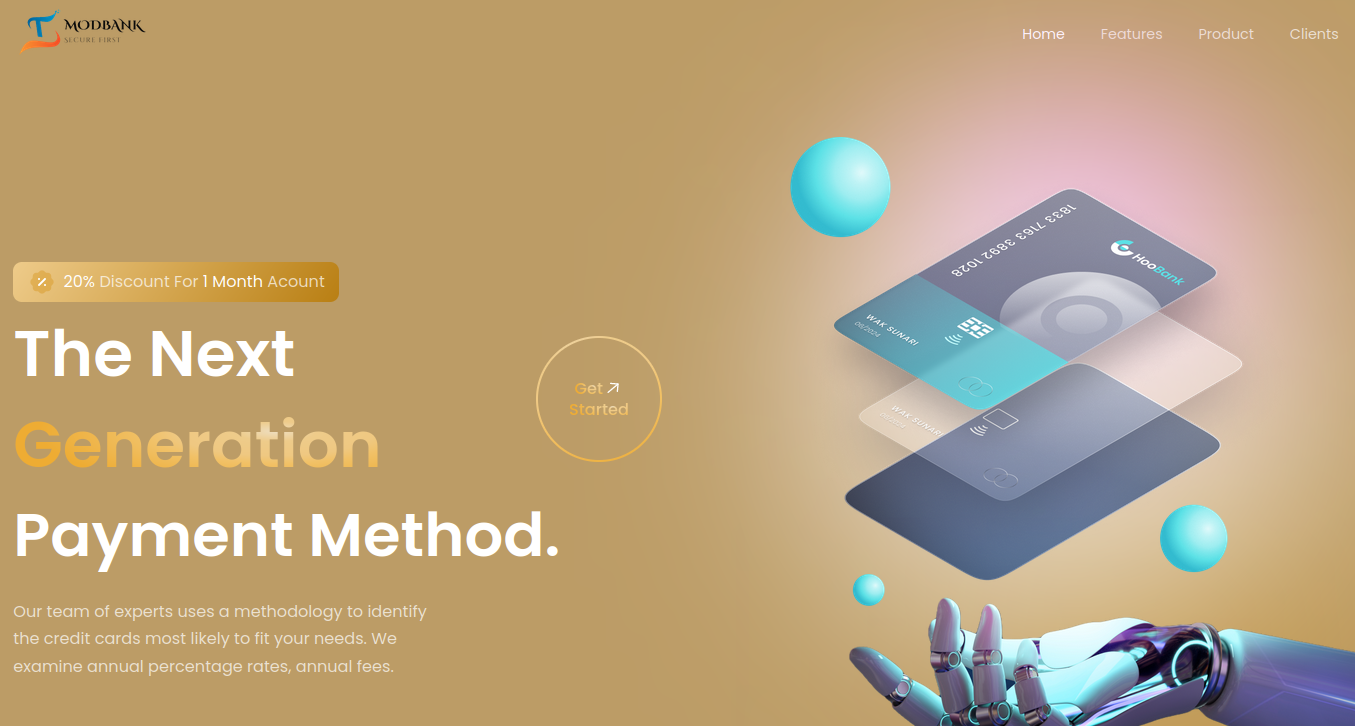 MODBANK
SECURE FIRST
Home Features Product Clients
20% Discount For 1 Month Acount
The Next
Generation
Payment Method.
Get
Started
Our team of experts uses a methodology to identify
the credit cards most likely to fit your needs. We
examine annual percentage rates, annual fees.
1833 7163 3892 1028
HooBank
WAK SUNARI
06/2024
WAK SUNARI